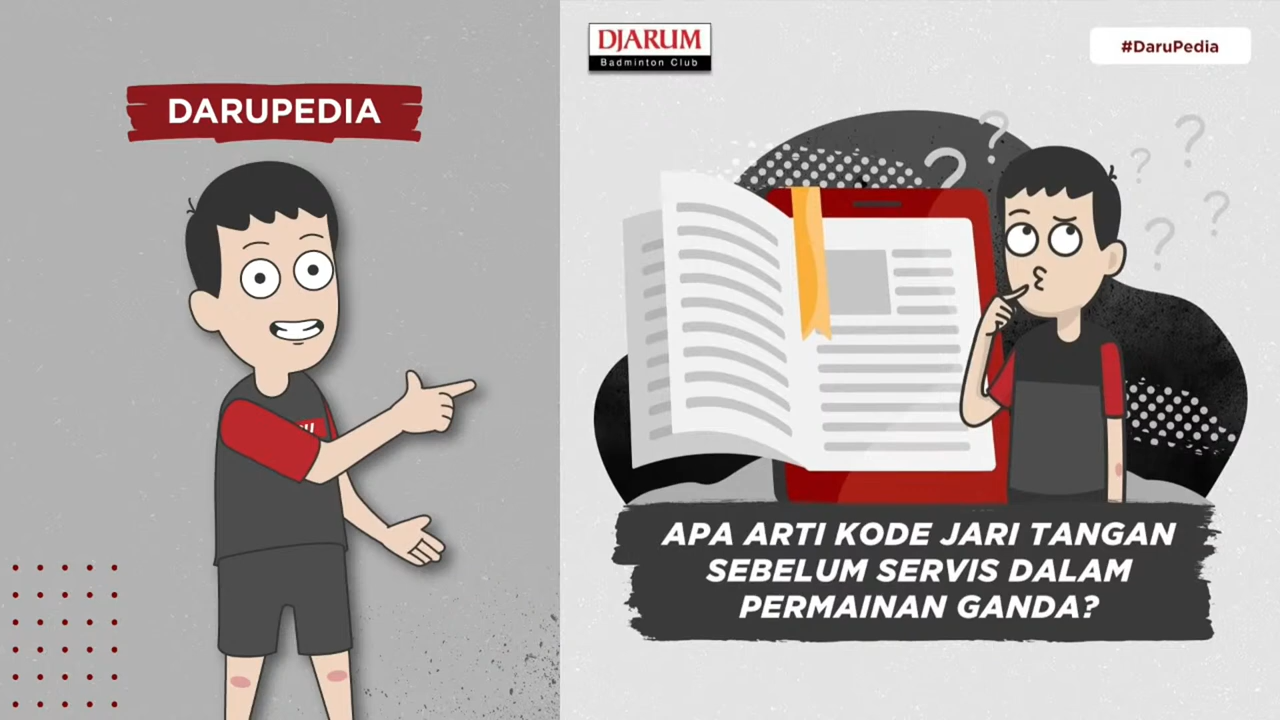 DARUPEDIA
DJARUM
Badminton Club
#DaruPedia
APA ARTI KODE JARI TANGAN
SEBELUM SERVIS DALAM
PERMAINAN GANDA?